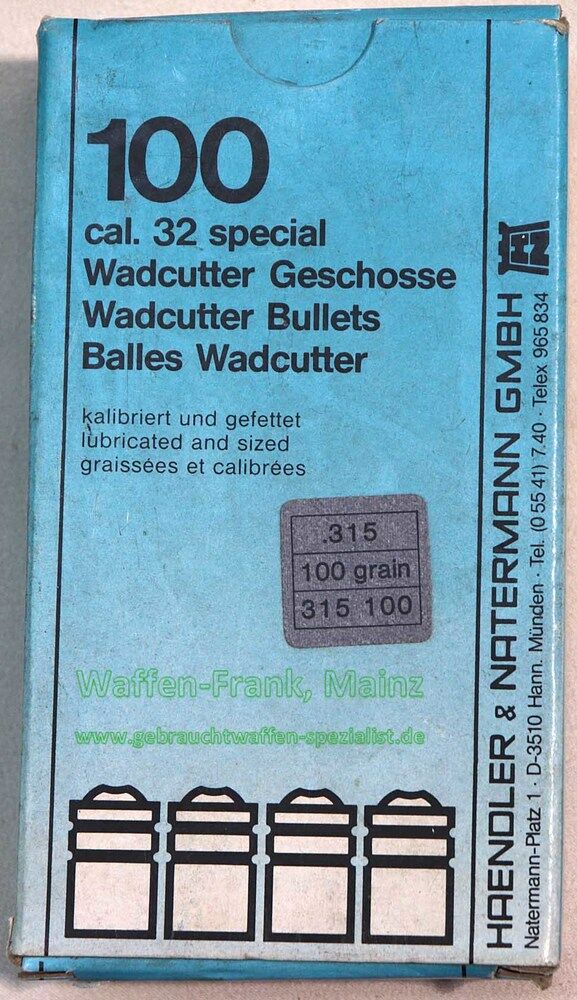 100
cal. 32 special
Wadcutter Geschosse
Wadcutter Bullets
Balles Wadcutter
kalibriert und gefettet
lubricated and sized
graissées et calibrées
.315
100 grain
315 100
Waffen-Frank, Mainz
www.gebrauchtwaffen-spezialist.de
HAENDLER & NATERMANN GMBH
Natermann-Platz 1 · D-3510 Hann. Münden · Tel. (0 55 41) 7.40 · Telex 965 834
HN